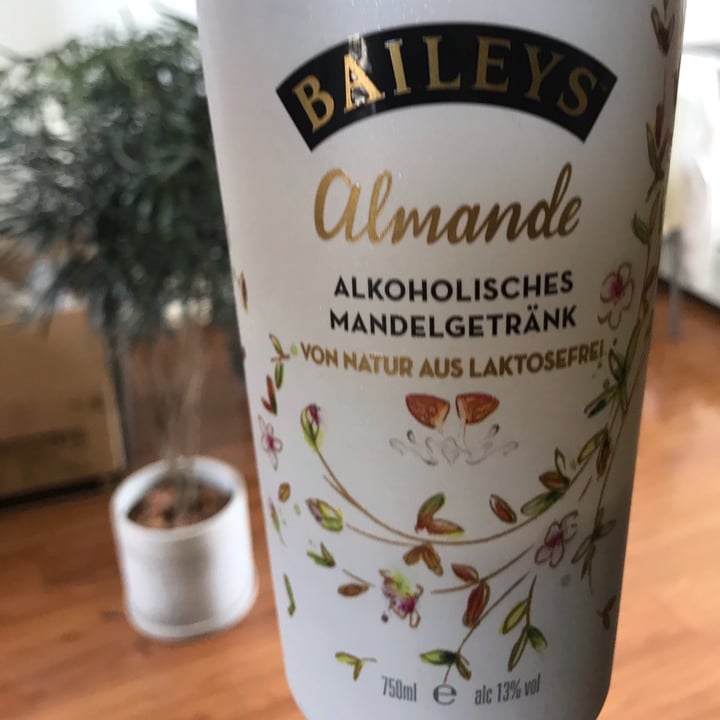 BAILEYS
Almande
ALKOHOLISCHES
MANDELGETRÄNK
VON NATUR AUS LAKTOSEFREI
750ml e alc 13% vol